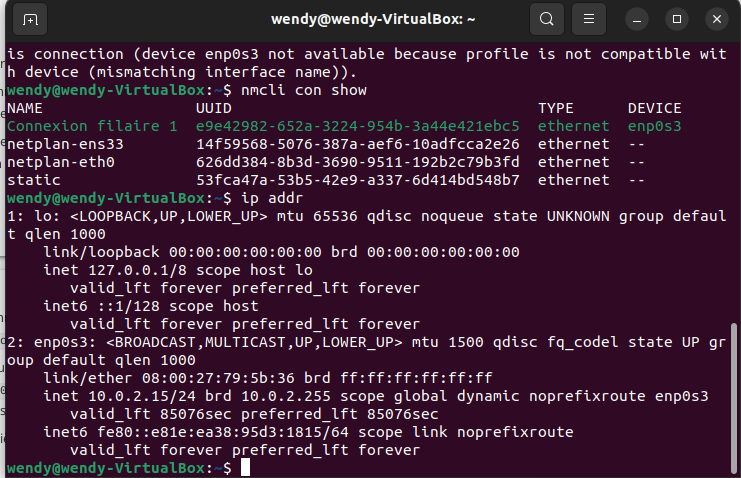 wendy@wendy-VirtualBox: ~
is connection (device enp0s3 not available because profile is not compatible wit
h device (mismatching interface name)).
wendy@wendy-VirtualBox:~$ nmcli con show
NAME                 UUID                                  TYPE      DEVICE
Connexion filaire 1  e9e42982-652a-3224-954b-3a44e421ebc5  ethernet  enp0s3
netplan-ens33        14f59568-5076-387a-aef6-10adfcca2e26  ethernet  --
netplan-eth0         626dd384-8b3d-3690-9511-192b2c79b3fd  ethernet  --
static               53fca47a-53b5-42e9-a337-6d414bd548b7  ethernet  --
wendy@wendy-VirtualBox:~$ ip addr
1: lo: <LOOPBACK,UP,LOWER_UP> mtu 65536 qdisc noqueue state UNKNOWN group defaul
t qlen 1000
    link/loopback 00:00:00:00:00:00 brd 00:00:00:00:00:00
    inet 127.0.0.1/8 scope host lo
       valid_lft forever preferred_lft forever
    inet6 ::1/128 scope host
       valid_lft forever preferred_lft forever
2: enp0s3: <BROADCAST,MULTICAST,UP,LOWER_UP> mtu 1500 qdisc fq_codel state UP gr
oup default qlen 1000
    link/ether 08:00:27:79:5b:36 brd ff:ff:ff:ff:ff:ff
    inet 10.0.2.15/24 brd 10.0.2.255 scope global dynamic noprefixroute enp0s3
       valid_lft 85076sec preferred_lft 85076sec
    inet6 fe80::e81e:ea38:95d3:1815/64 scope link noprefixroute
       valid_lft forever preferred_lft forever
wendy@wendy-VirtualBox:~$